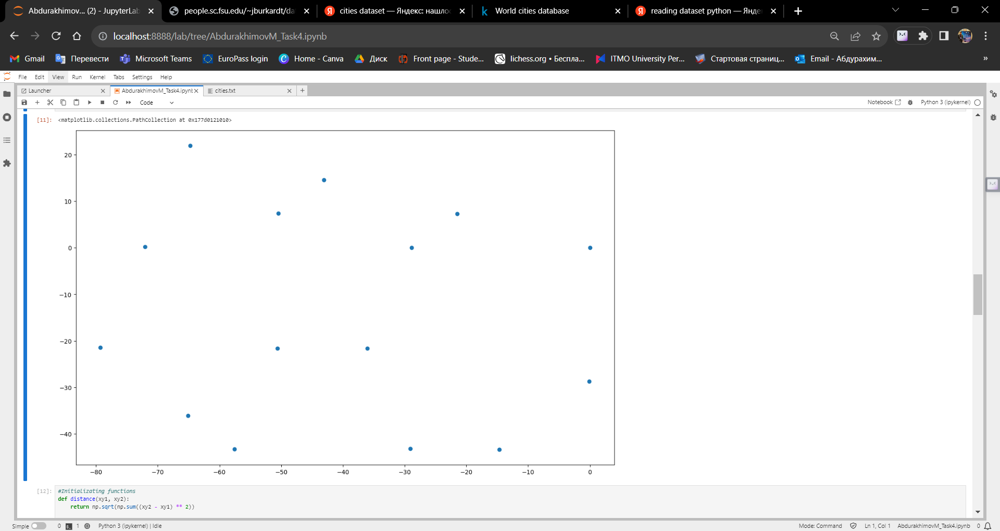 Abdurakhimov... (2) - JupyterLab
people.sc.fsu.edu/~jburkardt/da
cities dataset — Яндекс: нашлос
World cities database
reading dataset python — Янде
localhost:8888/lab/tree/AbdurakhimovM_Task4.ipynb
Gmail Перевести Microsoft Teams EuroPass login Home - Canva Диск Front page - Stude... lichess.org • Беспла... ITMO University Per... Стартовая страниц... Email - Абдурахим... »
File Edit View Run Kernel Tabs Settings Help
Launcher AbdurakhimovM_Task4.ipynb cities.txt
Code Notebook Python 3 (ipykernel)
[11]: <matplotlib.collections.PathCollection at 0x177d0121010>
20
10
0
−10
−20
−30
−40
−80 −70 −60 −50 −40 −30 −20 −10 0
[12]: #Initializating functions
def distance(xy1, xy2):
return np.sqrt(np.sum((xy2 - xy1) ** 2))
Simple 0 1 Python 3 (ipykernel) | Idle Mode: Command Ln 1, Col 1 AbdurakhimovM_Task4.ipynb 0